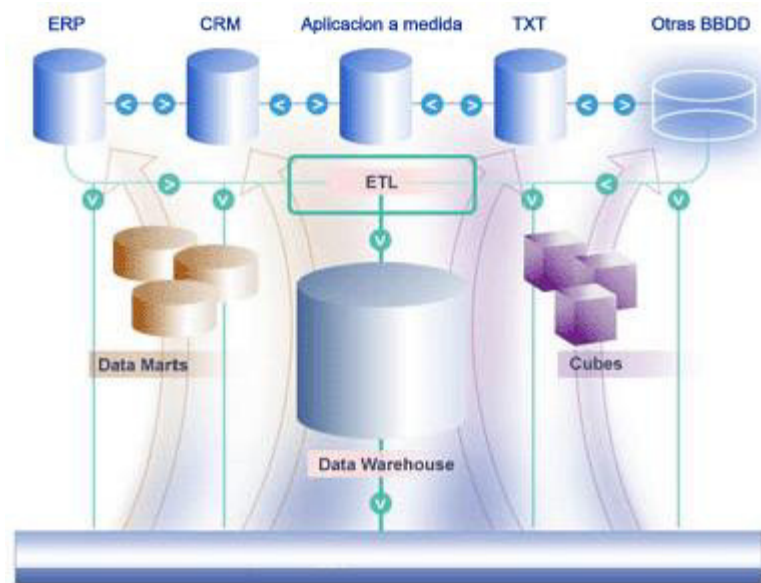 ERP CRM Aplicacion a medida TXT Otras BBDD
ETL
Data Marts Cubes
Data Warehouse